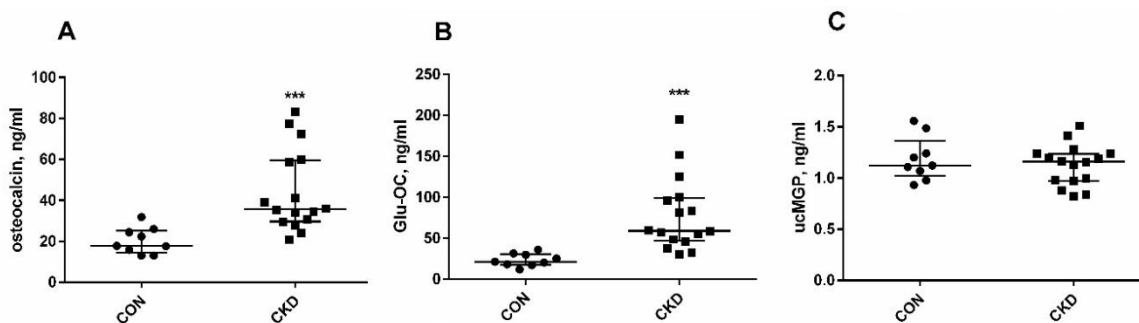 A
osteocalcin, ng/ml
100
80
60
40
20
0
***
CON
CKD
B
Glu-OC, ng/ml
250
200
150
100
50
0
***
CON
CKD
C
ucMGP, ng/ml
2.0
1.5
1.0
0.5
0.0
CON
CKD